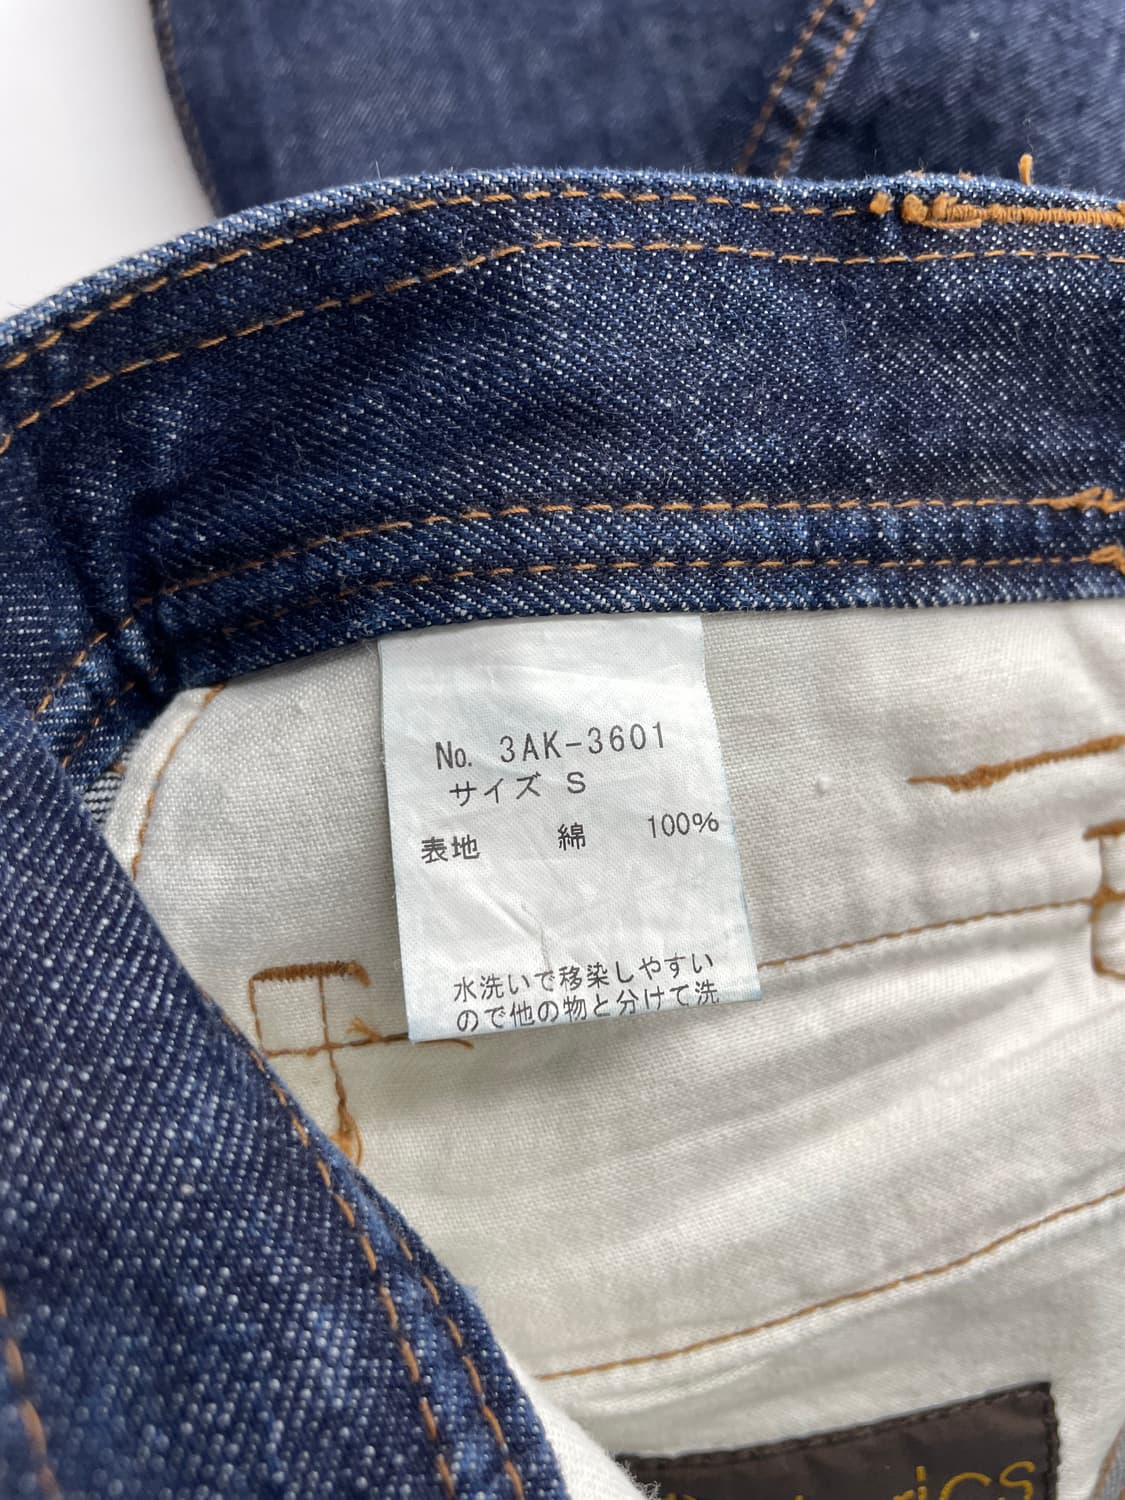 No. 3AK-3601
サイズ S
表地 綿 100%
水洗いで移染しやすい
ので他の物と分けて洗